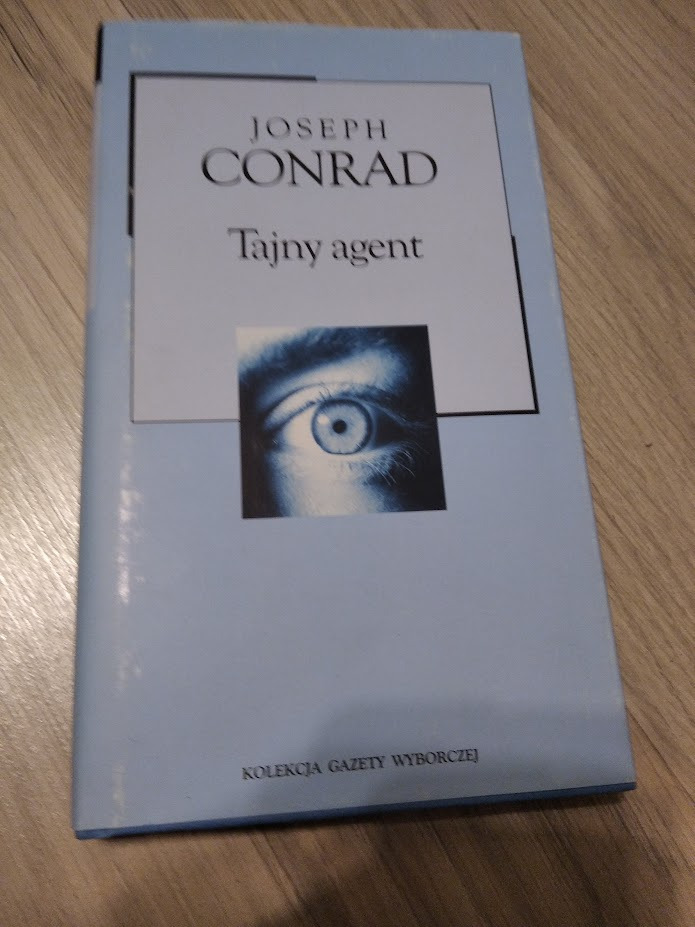 JOSEPH
CONRAD
Tajny agent
KOLEKCJA GAZETY WYBORCZEJ